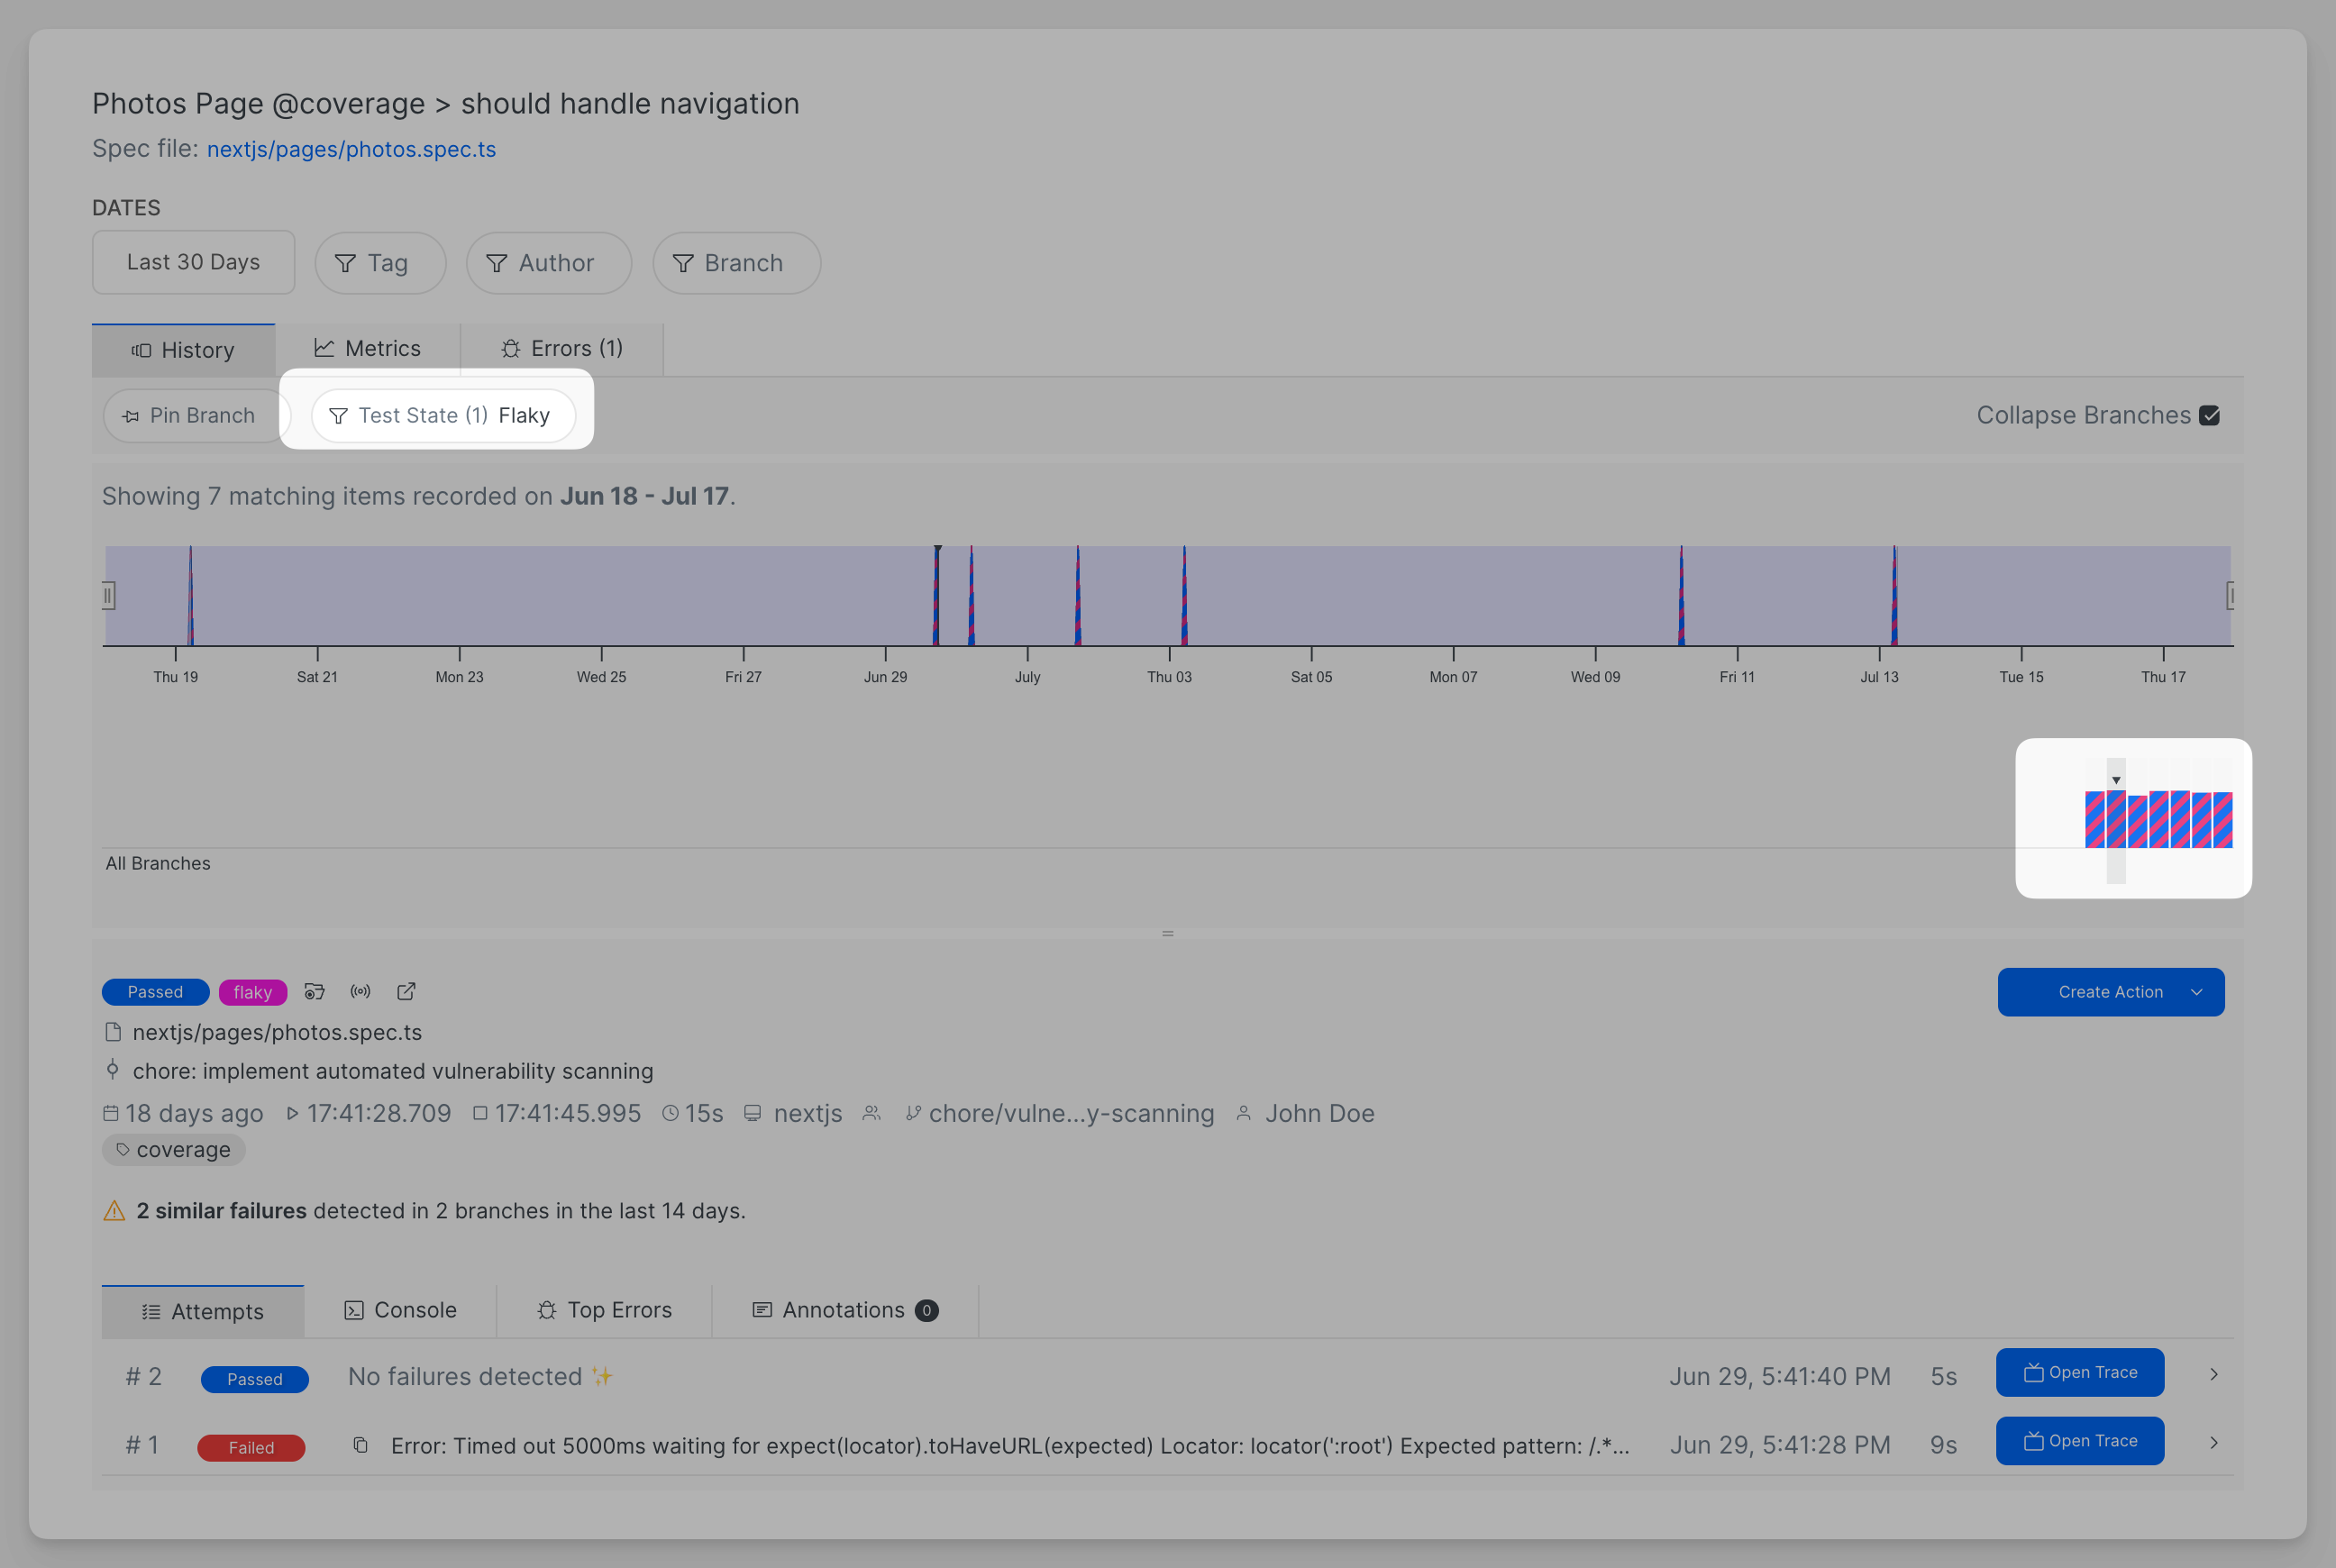 Photos Page @coverage > should handle navigation
Spec file: nextjs/pages/photos.spec.ts
DATES
Last 30 Days Tag Author Branch
History Metrics Errors (1)
Pin Branch Test State (1) Flaky Collapse Branches
Showing 7 matching items recorded on Jun 18 - Jul 17.
Thu 19 Sat 21 Mon 23 Wed 25 Fri 27 Jun 29 July Thu 03 Sat 05 Mon 07 Wed 09 Fri 11 Jul 13 Tue 15 Thu 17
All Branches
Passed flaky Create Action
nextjs/pages/photos.spec.ts
chore: implement automated vulnerability scanning
18 days ago 17:41:28.709 17:41:45.995 15s nextjs chore/vulne...y-scanning John Doe
coverage
2 similar failures detected in 2 branches in the last 14 days.
Attempts Console Top Errors Annotations 0
# 2 Passed No failures detected ✨ Jun 29, 5:41:40 PM 5s Open Trace
# 1 Failed Error: Timed out 5000ms waiting for expect(locator).toHaveURL(expected) Locator: locator(':root') Expected pattern: /.*... Jun 29, 5:41:28 PM 9s Open Trace